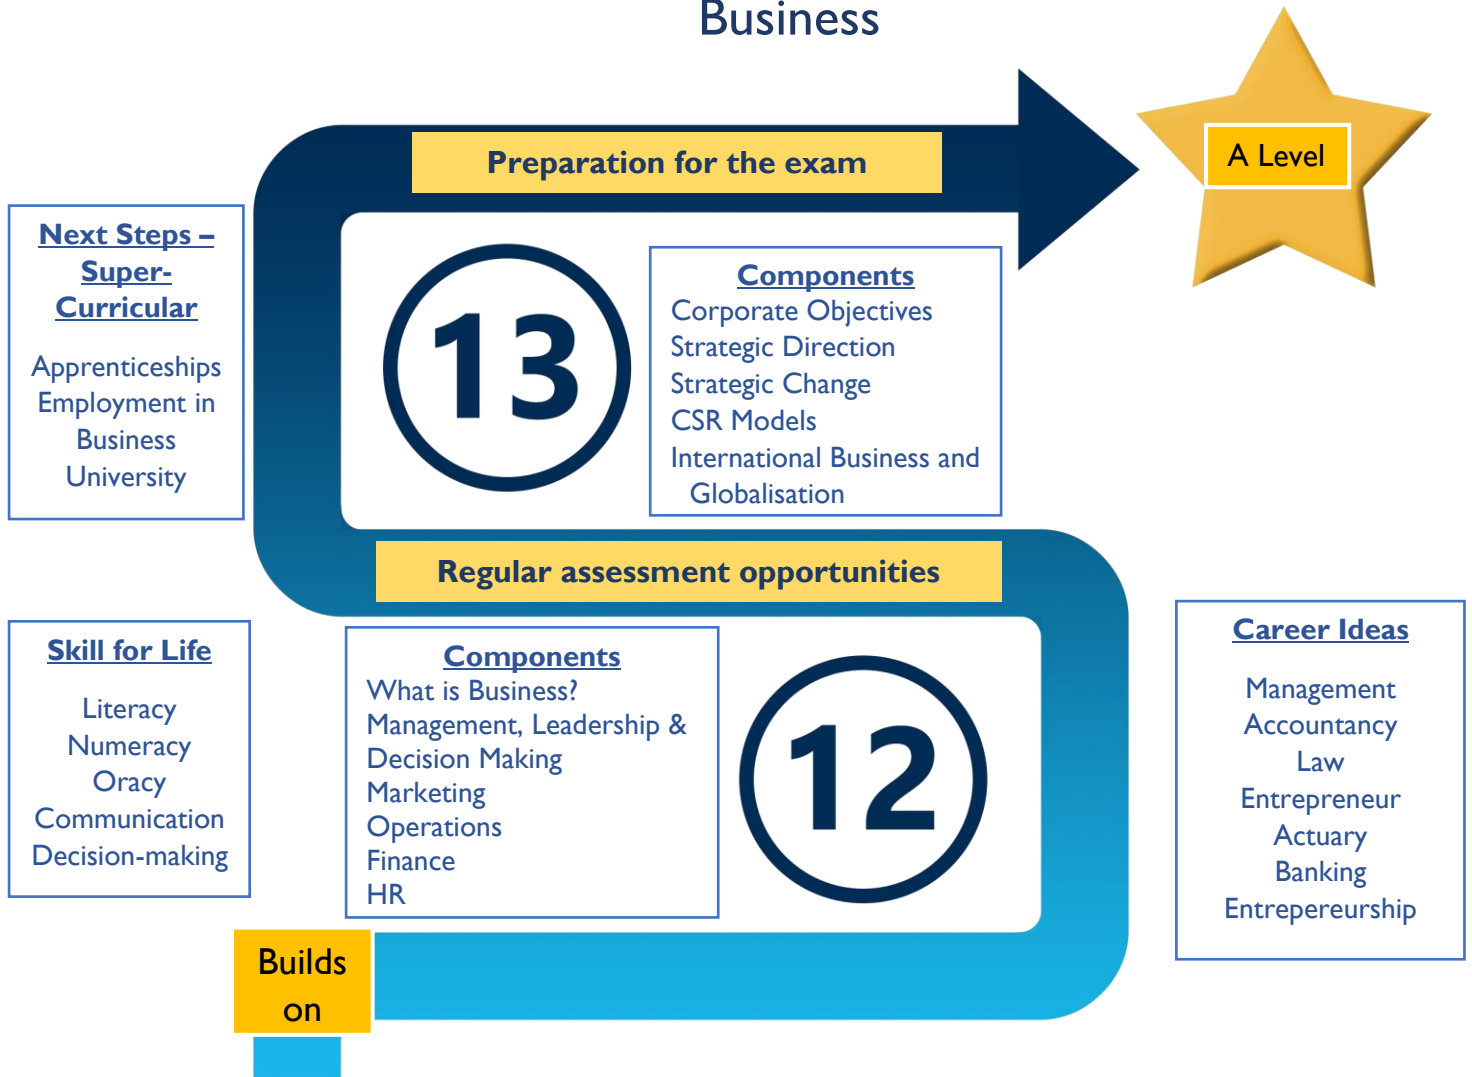 Business
Preparation for the exam
A Level
Next Steps –
Super-
Curricular
Apprenticeships
Employment in
Business
University
13
Components
Corporate Objectives
Strategic Direction
Strategic Change
CSR Models
International Business and
Globalisation
Regular assessment opportunities
Skill for Life
Literacy
Numeracy
Oracy
Communication
Decision-making
Components
What is Business?
Management, Leadership &
Decision Making
Marketing
Operations
Finance
HR
12
Career Ideas
Management
Accountancy
Law
Entrepreneur
Actuary
Banking
Entrepereurship
Builds
on